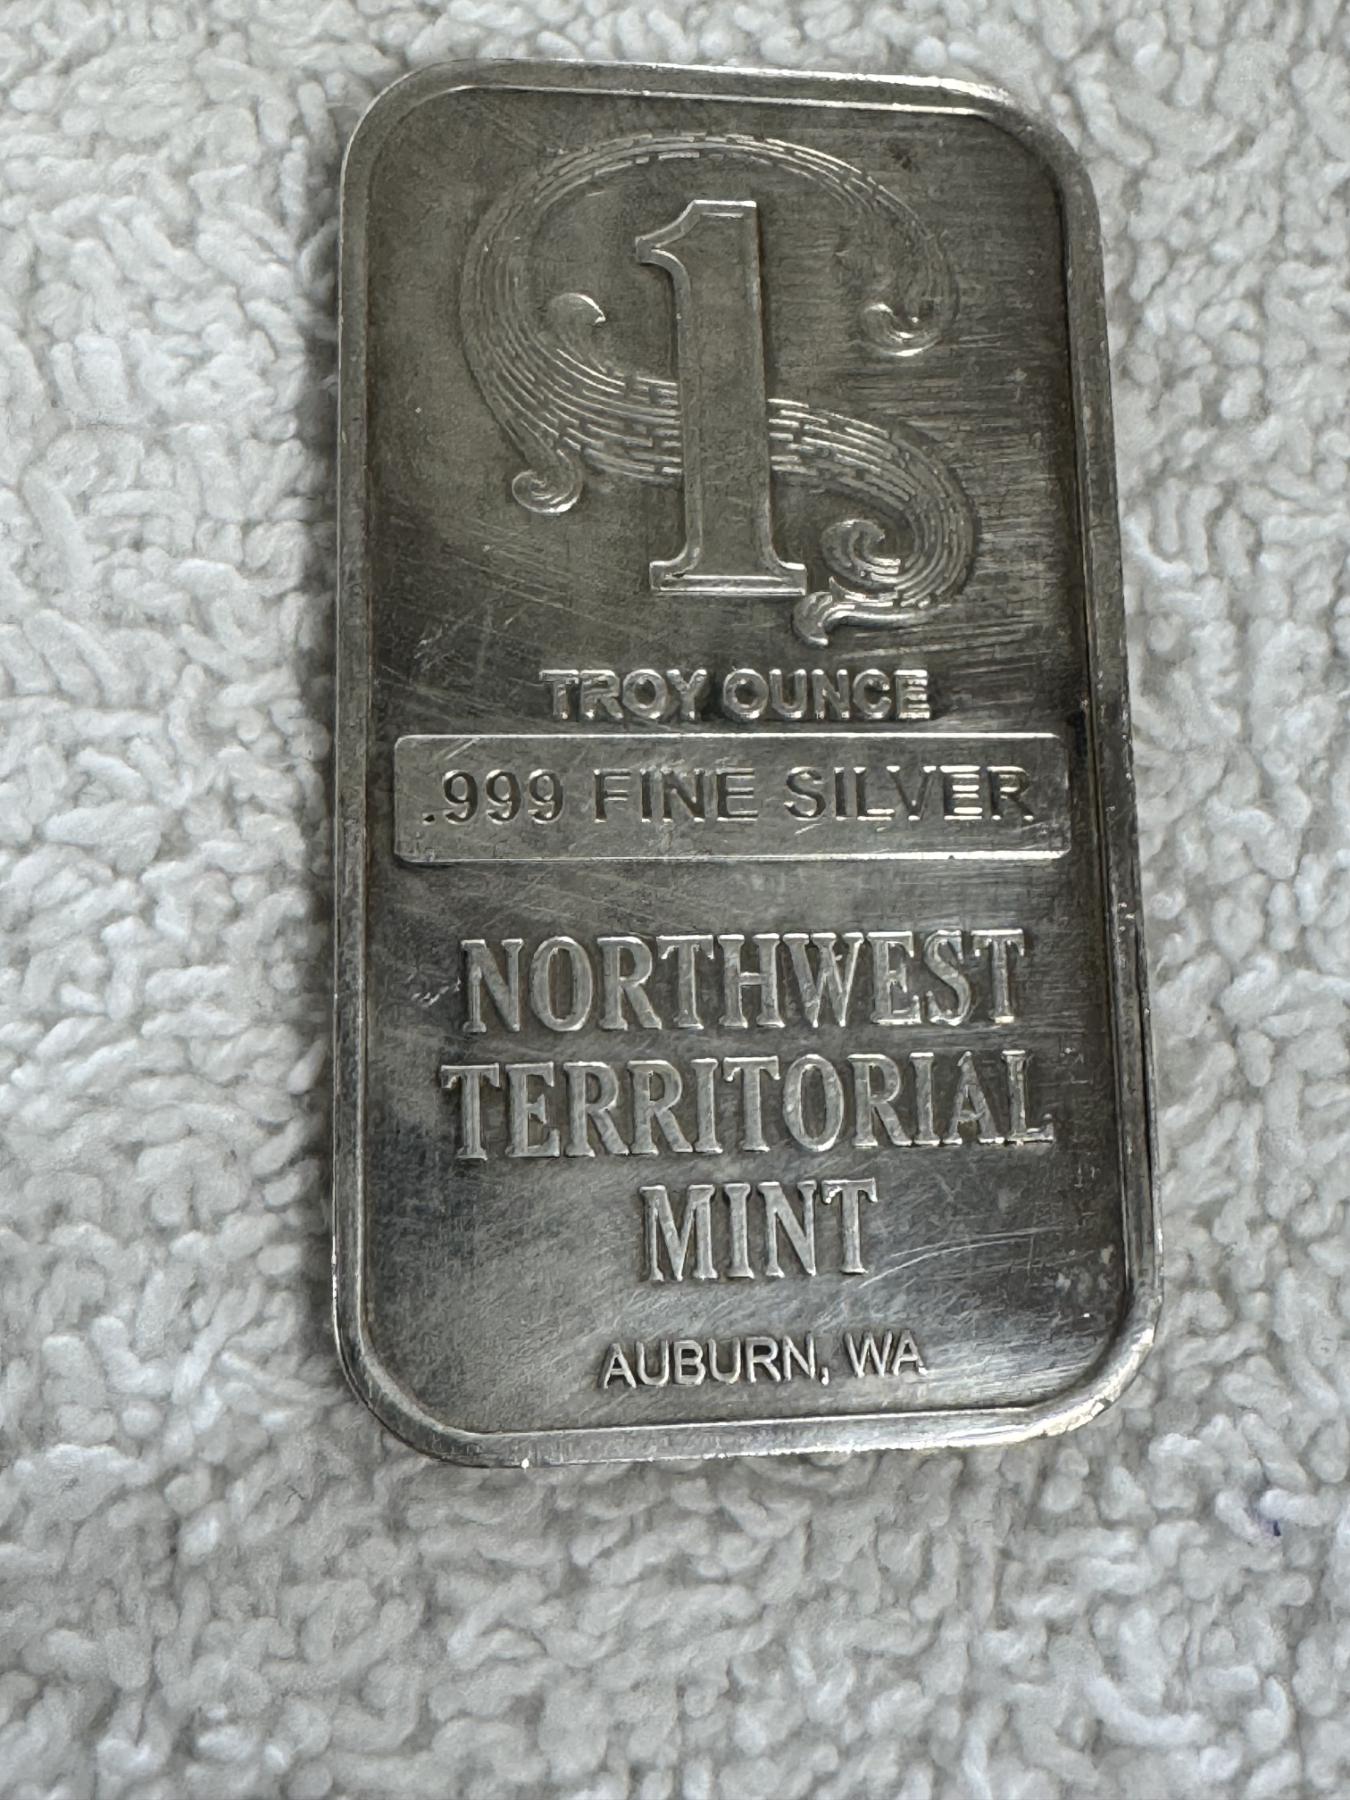 1
TROY OUNCE
.999 FINE SILVER
NORTHWEST
TERRITORIAL
MINT
AUBURN, WA